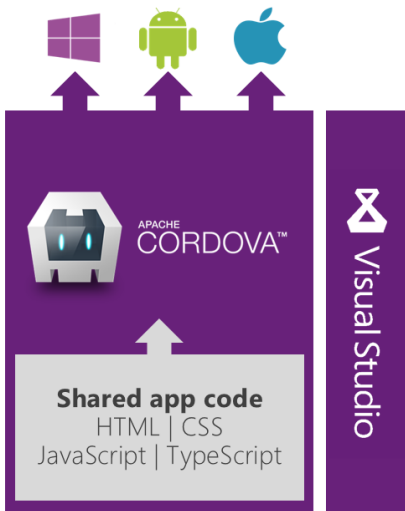 APACHE
CORDOVA™
Shared app code
HTML | CSS
JavaScript | TypeScript
Visual Studio